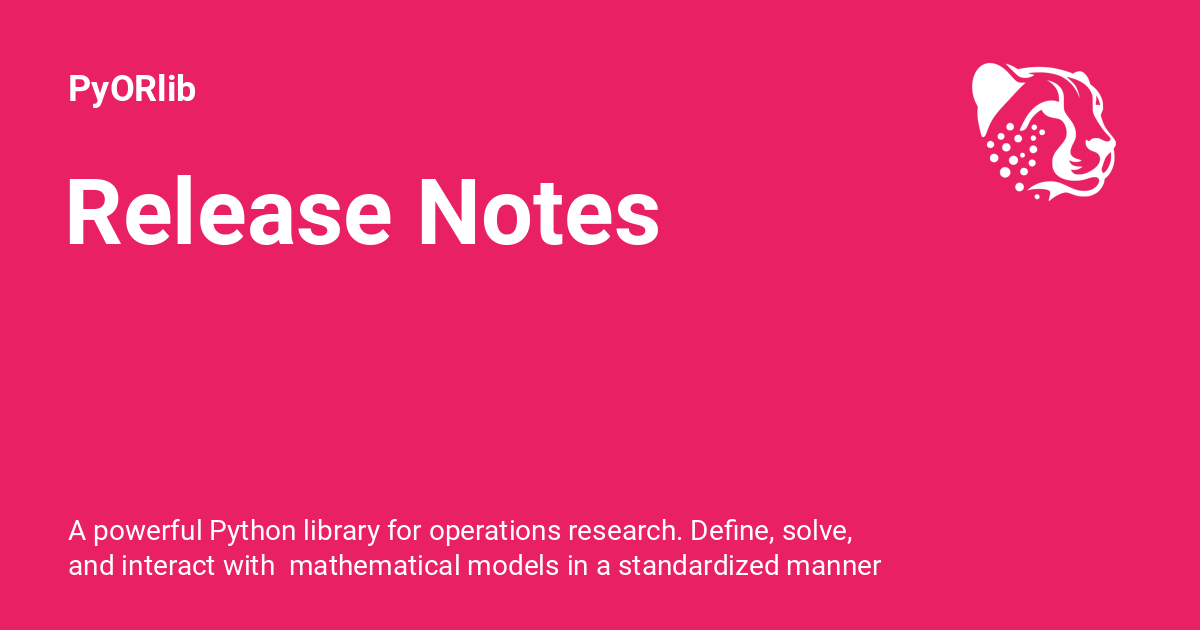 PyORlib
Release Notes
A powerful Python library for operations research. Define, solve,
and interact with  mathematical models in a standardized manner